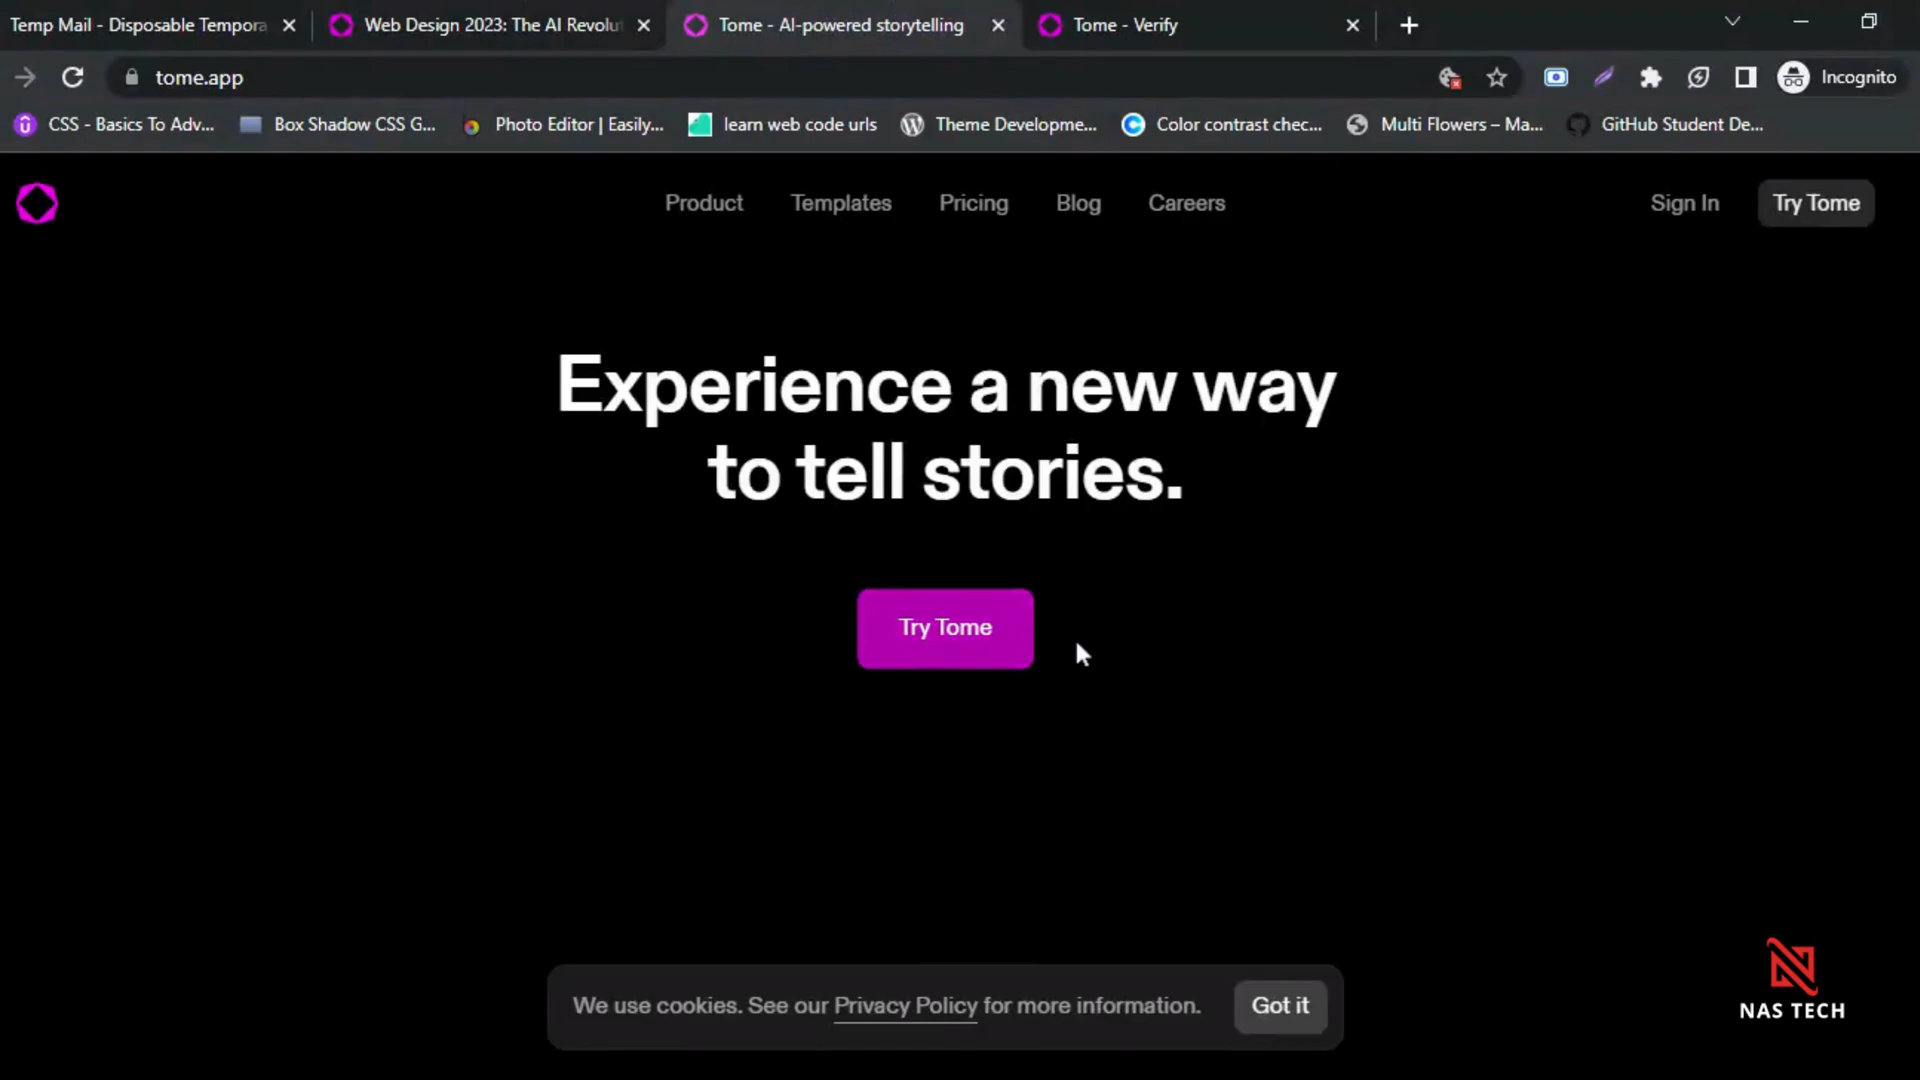 Temp Mail - Disposable Tempora
Web Design 2023: The AI Revolu
Tome - AI-powered storytelling
Tome - Verify
tome.app
Incognito
CSS - Basics To Adv...
Box Shadow CSS G...
Photo Editor | Easily...
learn web code urls
Theme Developme...
Color contrast chec...
Multi Flowers – Ma...
GitHub Student De...
Product
Templates
Pricing
Blog
Careers
Sign In
Try Tome
Experience a new way
to tell stories.
Try Tome
We use cookies. See our Privacy Policy for more information.
Got it
NAS TECH